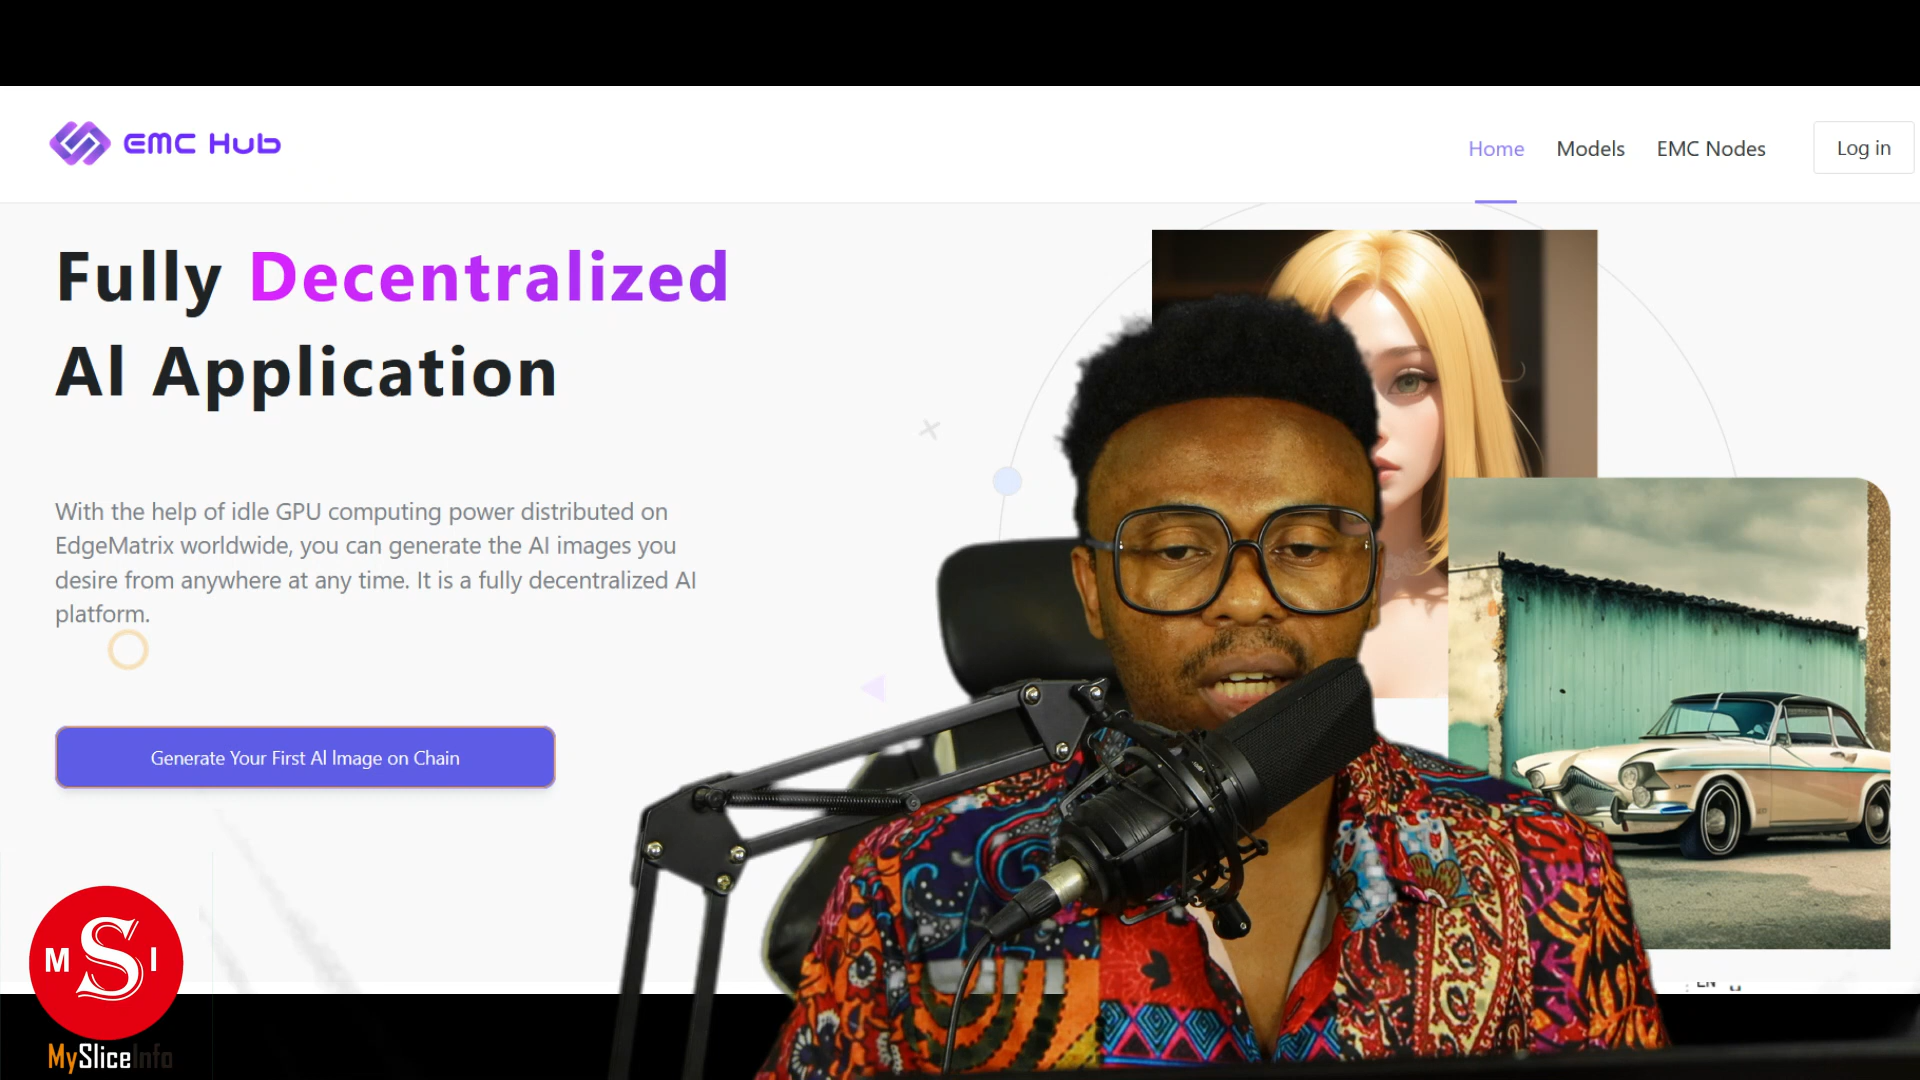 EMC Hub
Home Models EMC Nodes Log in
Fully Decentralized
AI Application
With the help of idle GPU computing power distributed on
EdgeMatrix worldwide, you can generate the AI images you
desire from anywhere at any time. It is a fully decentralized AI
platform.
Generate Your First AI Image on Chain
M S I
MySliceInfo